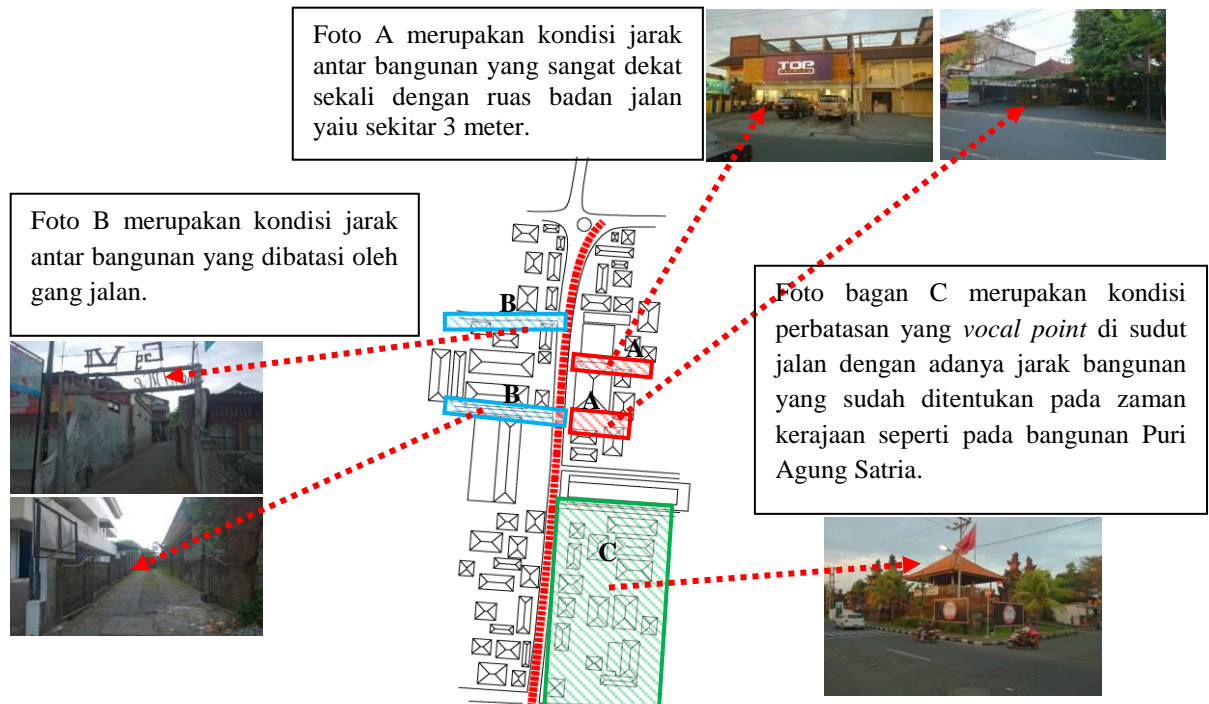 Foto A merupakan kondisi jarak
antar bangunan yang sangat dekat
sekali dengan ruas badan jalan
yaiu sekitar 3 meter.
TOP
Foto B merupakan kondisi jarak
antar bangunan yang dibatasi oleh
gang jalan.
Foto bagan C merupakan kondisi
perbatasan yang vocal point di sudut
jalan dengan adanya jarak bangunan
yang sudah ditentukan pada zaman
kerajaan seperti pada bangunan Puri
Agung Satria.
B
A
B
A
C